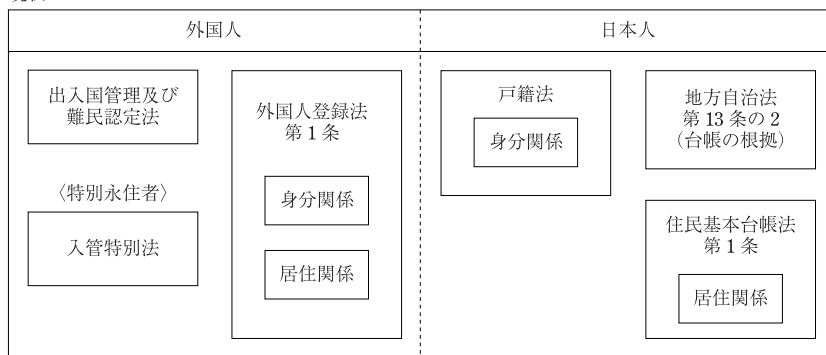 外国人
日本人
出入国管理及び
難民認定法
〈特別永住者〉
入管特別法
外国人登録法
第1条
身分関係
居住関係
戸籍法
身分関係
地方自治法
第13条の2
（台帳の根拠）
住民基本台帳法
第1条
居住関係